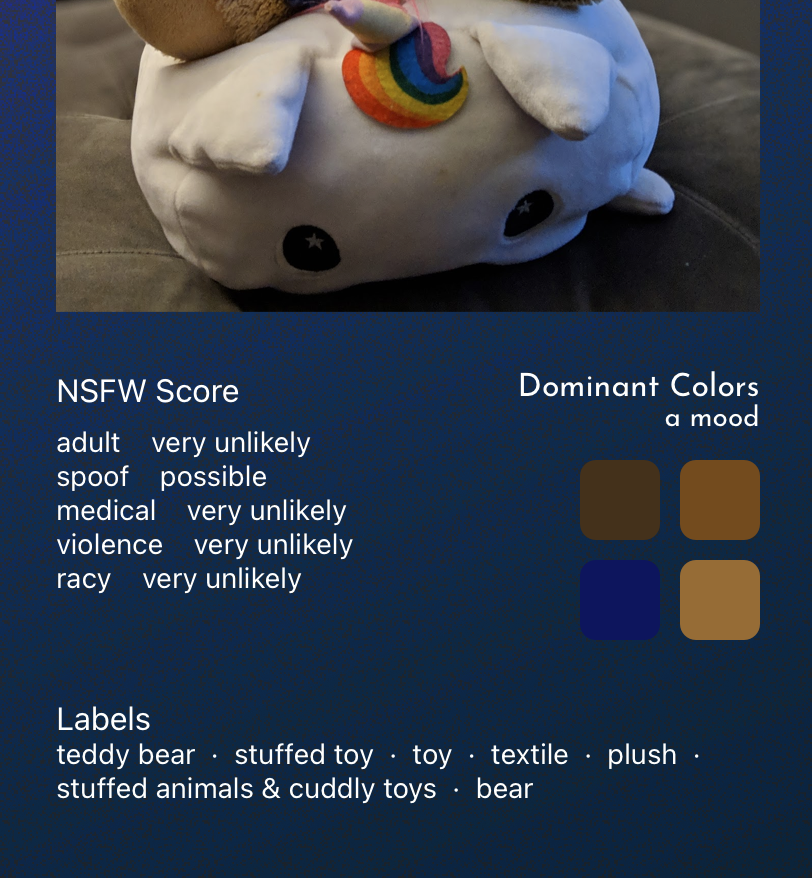 NSFW Score
adult very unlikely
spoof possible
medical very unlikely
violence very unlikely
racy very unlikely
Dominant Colors
a mood
Labels
teddy bear · stuffed toy · toy · textile · plush ·
stuffed animals & cuddly toys · bear